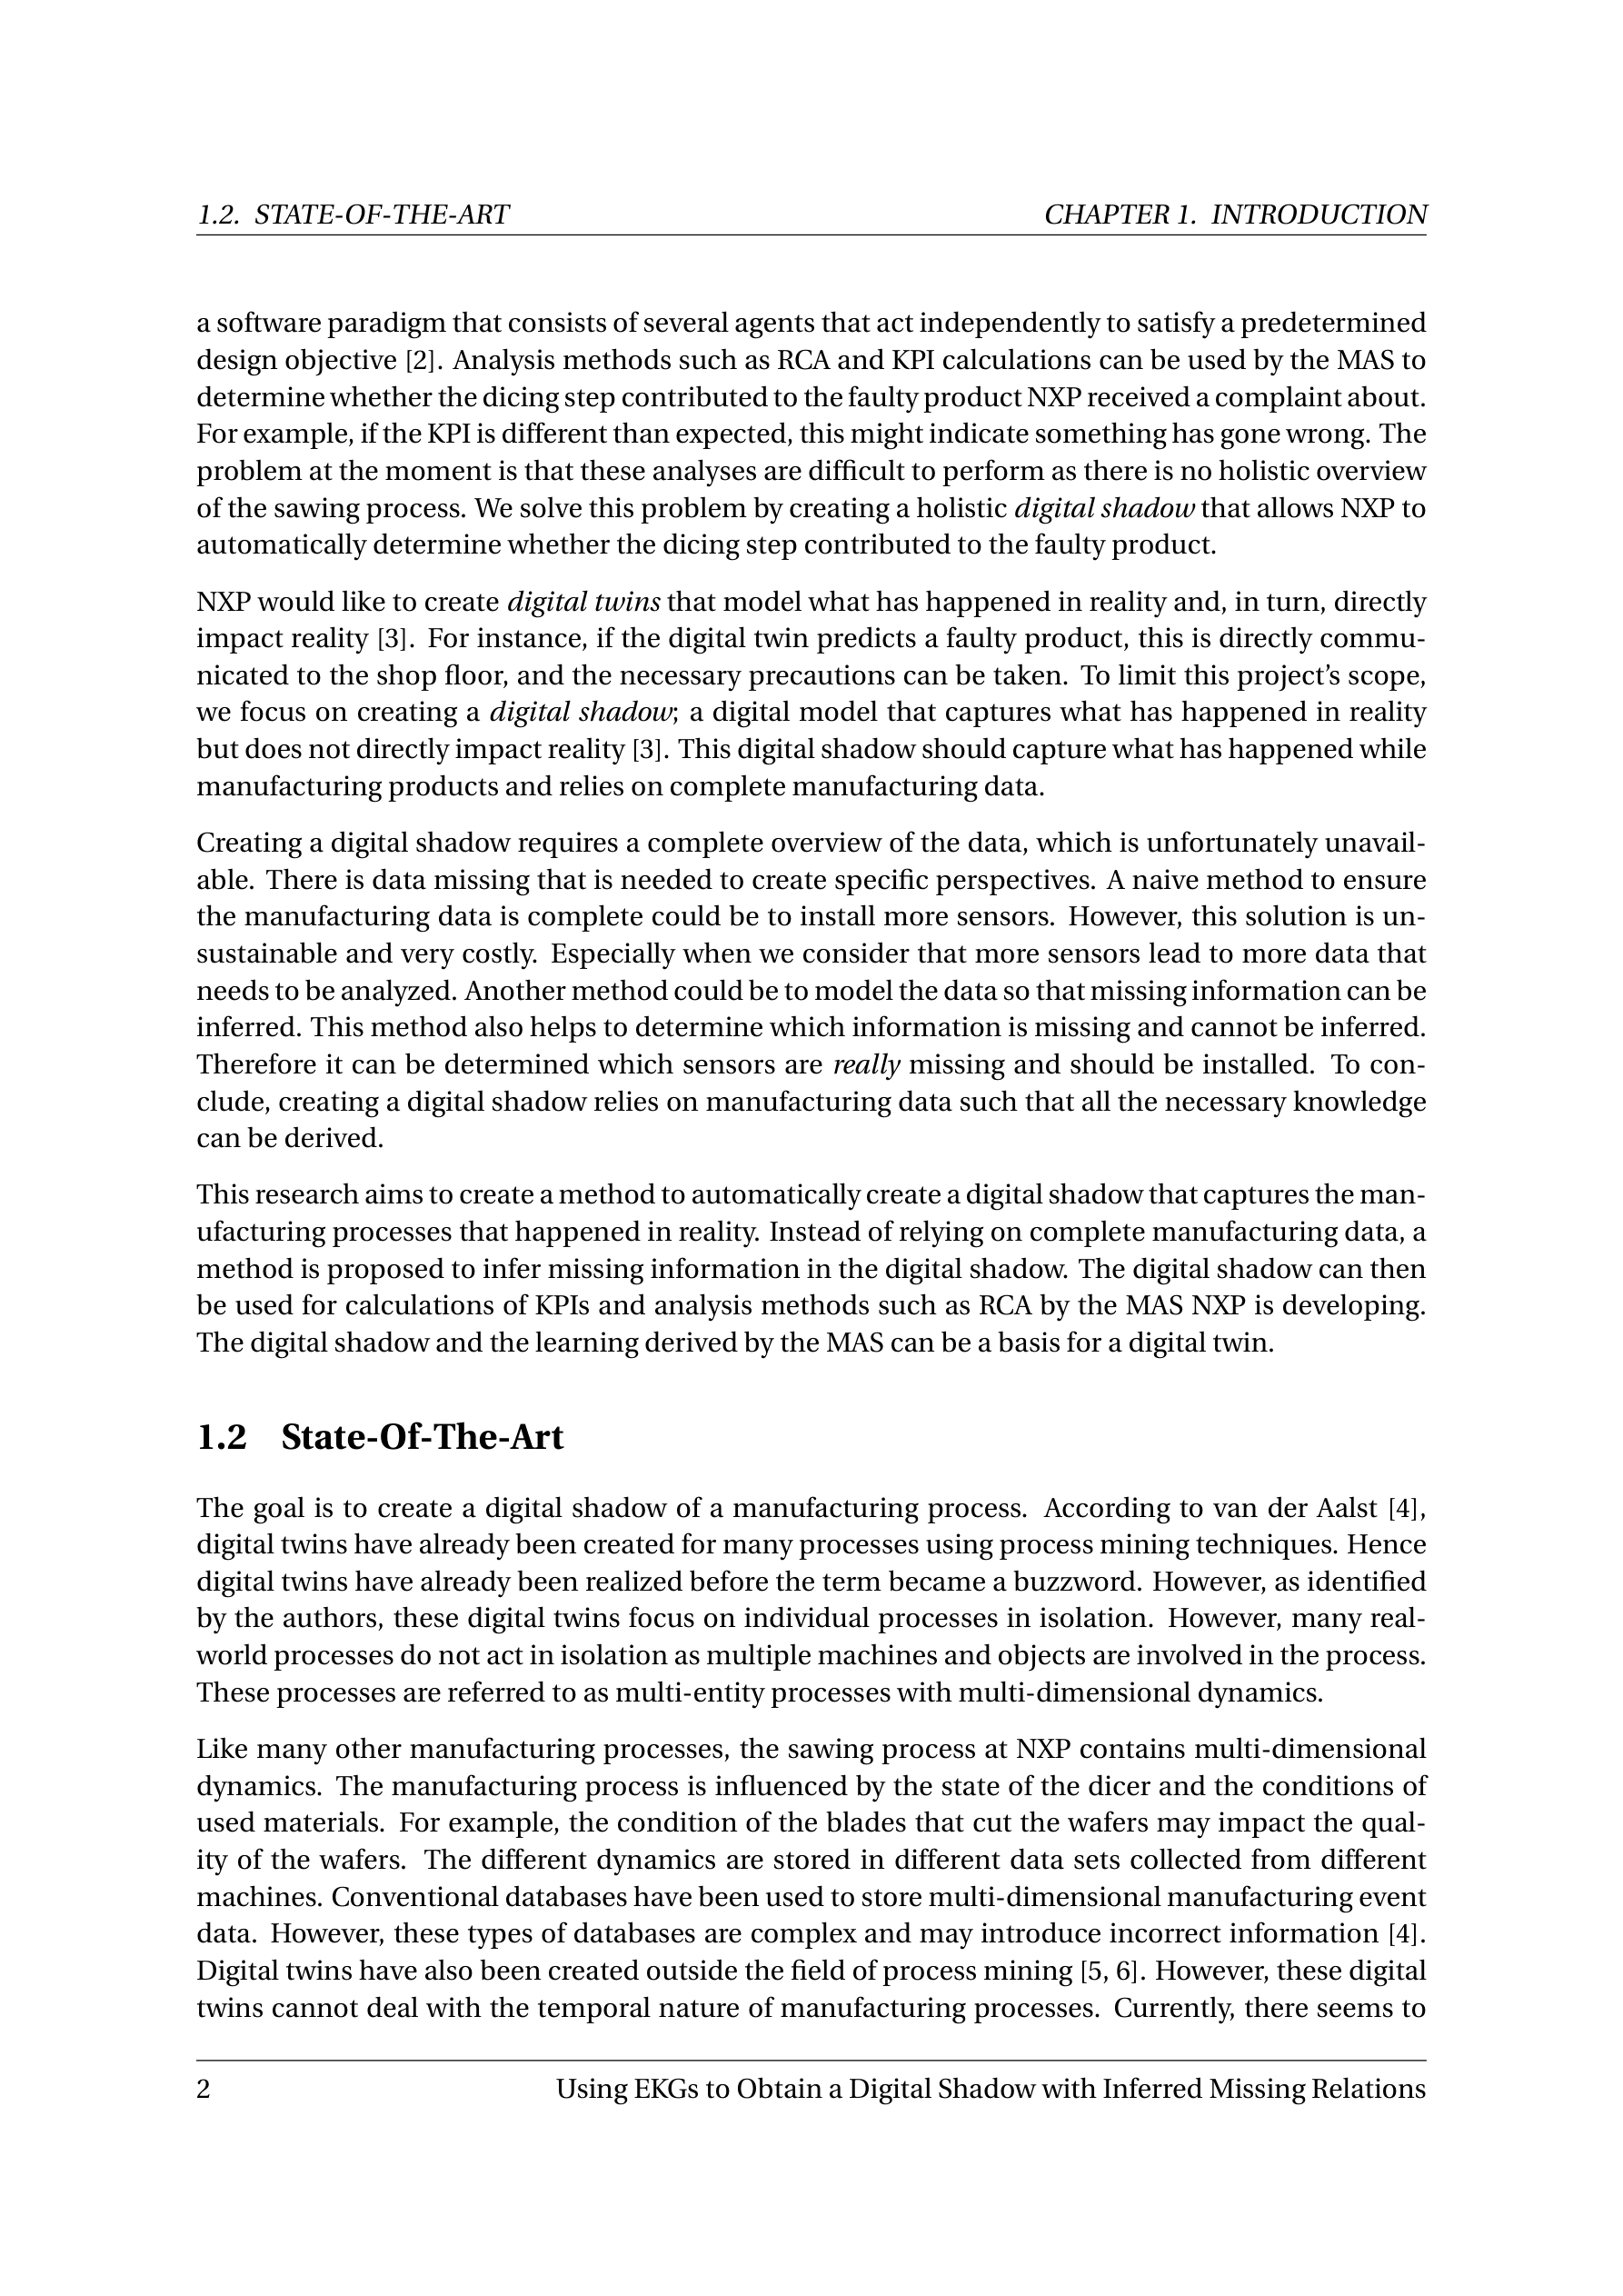 1.2. STATE-OF-THE-ART CHAPTER 1. INTRODUCTION
a software paradigm that consists of several agents that act independently to satisfy a predetermined
design objective [2]. Analysis methods such as RCA and KPI calculations can be used by the MAS to
determine whether the dicing step contributed to the faulty product NXP received a complaint about.
For example, if the KPI is different than expected, this might indicate something has gone wrong. The
problem at the moment is that these analyses are difficult to perform as there is no holistic overview
of the sawing process. We solve this problem by creating a holistic digital shadow that allows NXP to
automatically determine whether the dicing step contributed to the faulty product.
NXP would like to create digital twins that model what has happened in reality and, in turn, directly
impact reality [3]. For instance, if the digital twin predicts a faulty product, this is directly commu-
nicated to the shop floor, and the necessary precautions can be taken. To limit this project's scope,
we focus on creating a digital shadow; a digital model that captures what has happened in reality
but does not directly impact reality [3]. This digital shadow should capture what has happened while
manufacturing products and relies on complete manufacturing data.
Creating a digital shadow requires a complete overview of the data, which is unfortunately unavail-
able. There is data missing that is needed to create specific perspectives. A naive method to ensure
the manufacturing data is complete could be to install more sensors. However, this solution is un-
sustainable and very costly. Especially when we consider that more sensors lead to more data that
needs to be analyzed. Another method could be to model the data so that missing information can be
inferred. This method also helps to determine which information is missing and cannot be inferred.
Therefore it can be determined which sensors are really missing and should be installed. To con-
clude, creating a digital shadow relies on manufacturing data such that all the necessary knowledge
can be derived.
This research aims to create a method to automatically create a digital shadow that captures the man-
ufacturing processes that happened in reality. Instead of relying on complete manufacturing data, a
method is proposed to infer missing information in the digital shadow. The digital shadow can then
be used for calculations of KPIs and analysis methods such as RCA by the MAS NXP is developing.
The digital shadow and the learning derived by the MAS can be a basis for a digital twin.
1.2 State-Of-The-Art
The goal is to create a digital shadow of a manufacturing process. According to van der Aalst [4],
digital twins have already been created for many processes using process mining techniques. Hence
digital twins have already been realized before the term became a buzzword. However, as identified
by the authors, these digital twins focus on individual processes in isolation. However, many real-
world processes do not act in isolation as multiple machines and objects are involved in the process.
These processes are referred to as multi-entity processes with multi-dimensional dynamics.
Like many other manufacturing processes, the sawing process at NXP contains multi-dimensional
dynamics. The manufacturing process is influenced by the state of the dicer and the conditions of
used materials. For example, the condition of the blades that cut the wafers may impact the qual-
ity of the wafers. The different dynamics are stored in different data sets collected from different
machines. Conventional databases have been used to store multi-dimensional manufacturing event
data. However, these types of databases are complex and may introduce incorrect information [4].
Digital twins have also been created outside the field of process mining [5, 6]. However, these digital
twins cannot deal with the temporal nature of manufacturing processes. Currently, there seems to
2 Using EKGs to Obtain a Digital Shadow with Inferred Missing Relations